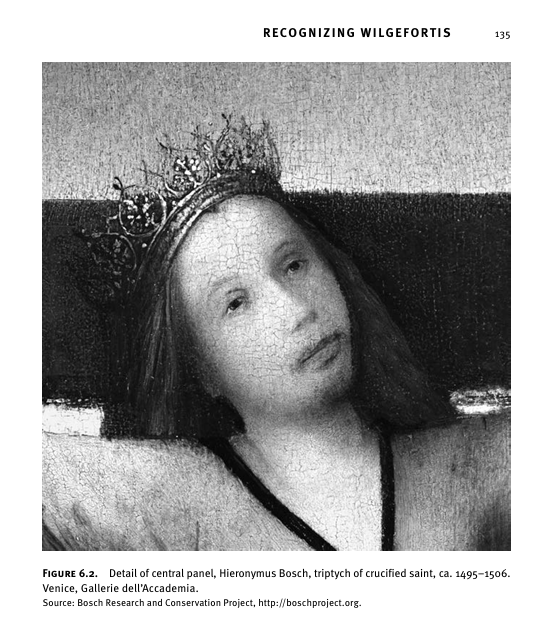 RECOGNIZING WILGEFORTIS 135
FIGURE 6.2. Detail of central panel, Hieronymus Bosch, triptych of crucified saint, ca. 1495–1506.
Venice, Gallerie dell'Accademia.
Source: Bosch Research and Conservation Project, http://boschproject.org.